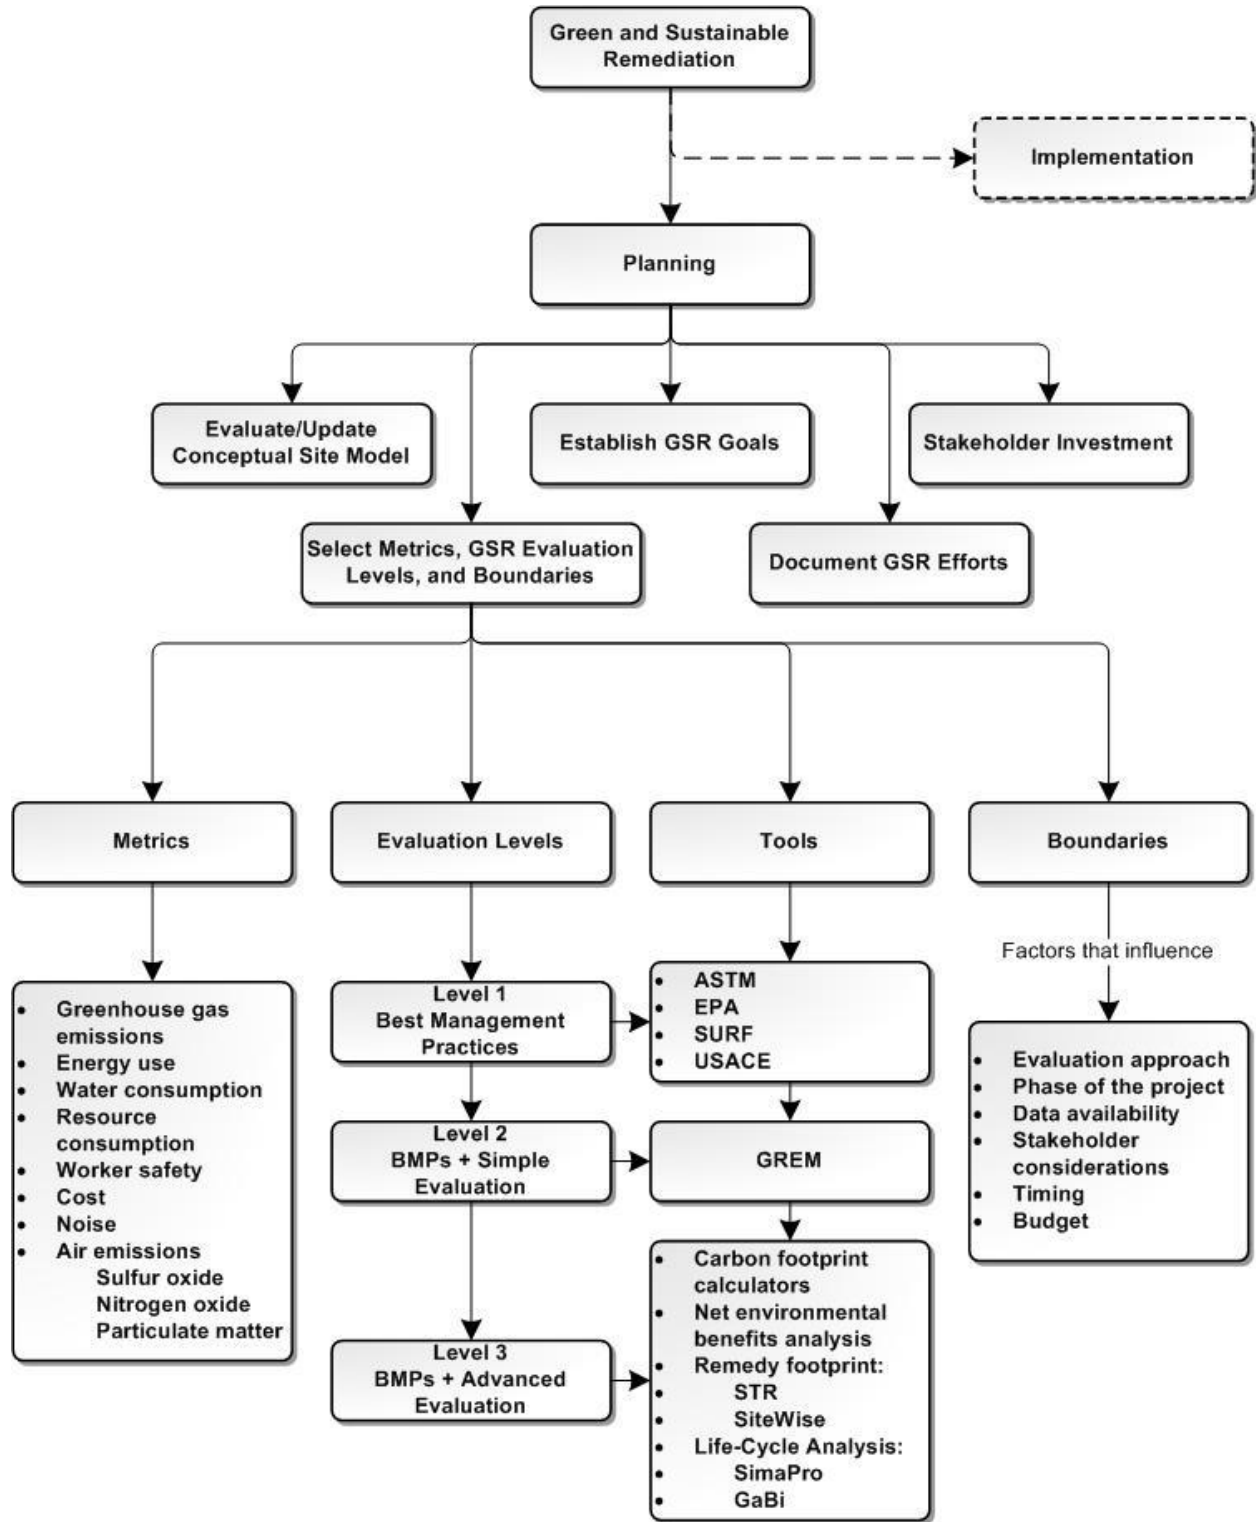 Green and Sustainable
Remediation
Implementation
Planning
Evaluate/Update
Conceptual Site Model
Establish GSR Goals
Stakeholder Investment
Select Metrics, GSR Evaluation
Levels, and Boundaries
Document GSR Efforts
Metrics
Evaluation Levels
Tools
Boundaries
Factors that influence
• Greenhouse gas
emissions
• Energy use
• Water consumption
• Resource
consumption
• Worker safety
• Cost
• Noise
• Air emissions
Sulfur oxide
Nitrogen oxide
Particulate matter
Level 1
Best Management
Practices
Level 2
BMPs + Simple
Evaluation
Level 3
BMPs + Advanced
Evaluation
• ASTM
• EPA
• SURF
• USACE
GREM
• Carbon footprint
calculators
• Net environmental
benefits analysis
• Remedy footprint:
• STR
• SiteWise
• Life-Cycle Analysis:
• SimaPro
• GaBi
• Evaluation approach
• Phase of the project
• Data availability
• Stakeholder
considerations
• Timing
• Budget